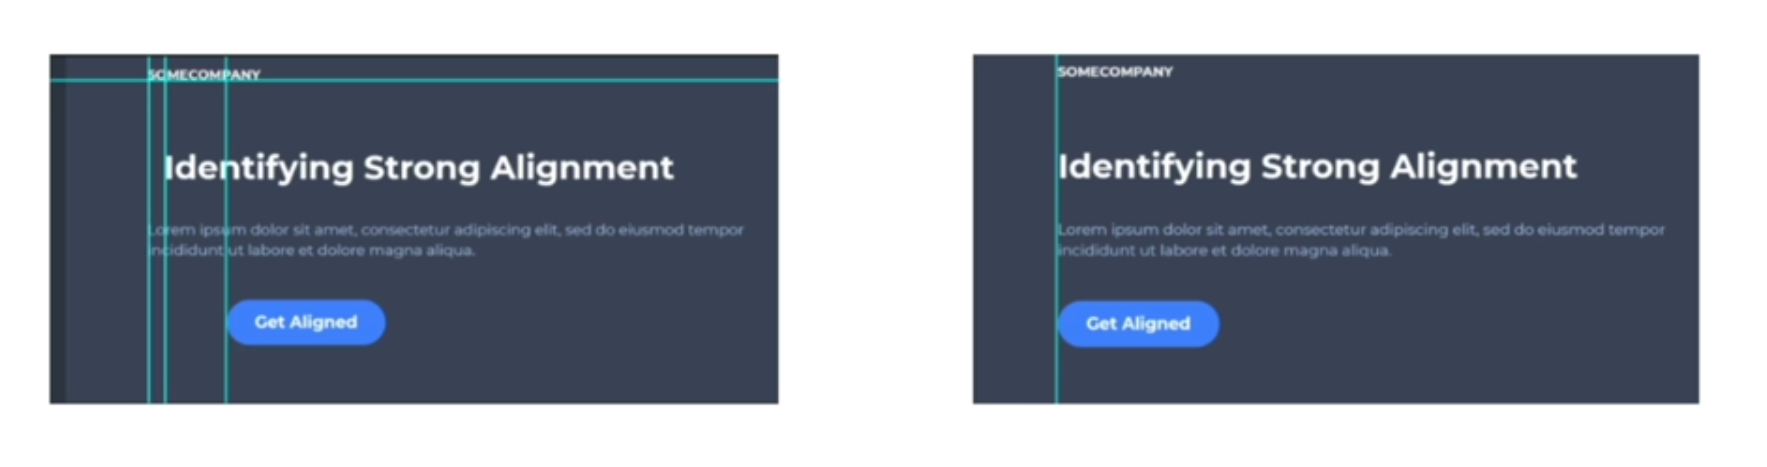 SOMECOMPANY
Identifying Strong Alignment
Lorem ipsum dolor sit amet, consectetur adipiscing elit, sed do eiusmod tempor
incididunt ut labore et dolore magna aliqua.
Get Aligned
SOMECOMPANY
Identifying Strong Alignment
Lorem ipsum dolor sit amet, consectetur adipiscing elit, sed do eiusmod tempor
incididunt ut labore et dolore magna aliqua.
Get Aligned